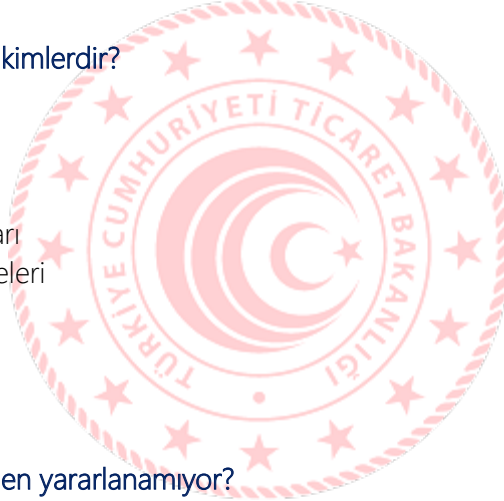 kimlerdir?
TÜRKİYE CUMHURİYETİ TİCARET BAKANLIĞI
arı
eleri
en yararlanamıyor?